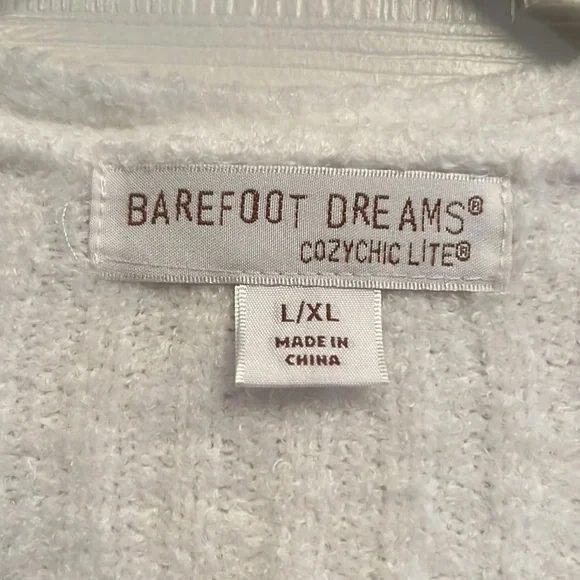 BAREFOOT DREAMS®
COZYCHIC LITE®
L/XL
MADE IN
CHINA